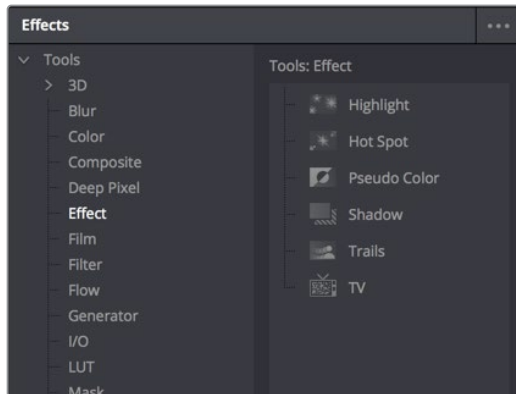 Effects
Tools
3D
Blur
Color
Composite
Deep Pixel
Effect
Film
Filter
Flow
Generator
I/O
LUT
Mask
Tools: Effect
Highlight
Hot Spot
Pseudo Color
Shadow
Trails
TV